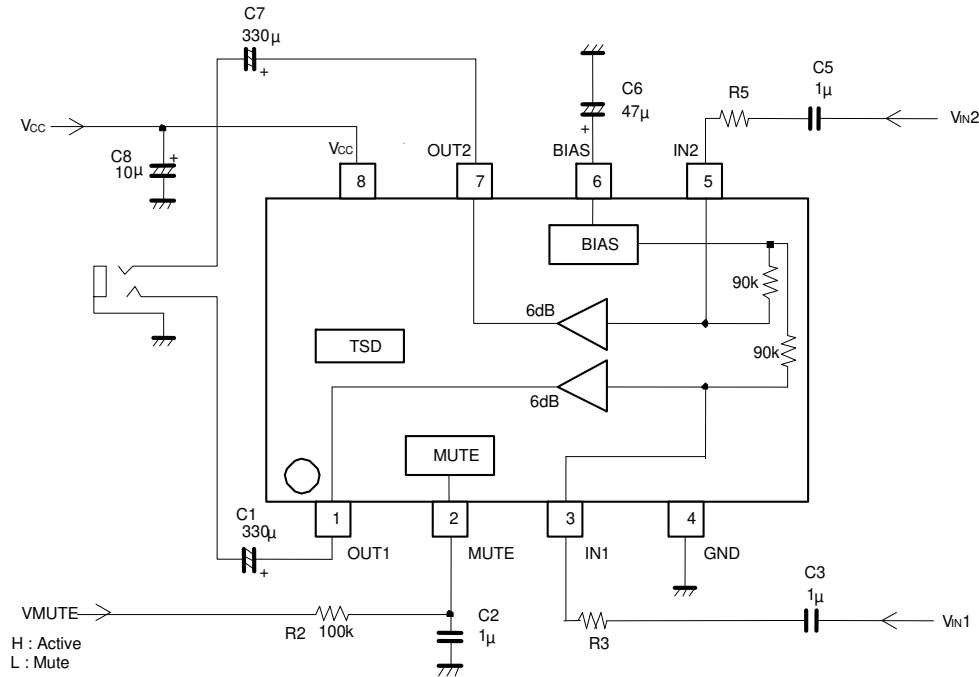 C7
330μ
+
C6
47μ
+
C5
1μ
R5
VIN2
VCC
C8
10μ
+
VCC
OUT2
BIAS
IN2
8
7
6
5
BIAS
90k
6dB
TSD
90k
6dB
MUTE
C1
330μ
+
1
2
3
4
OUT1
MUTE
IN1
GND
C3
1μ
VMUTE
R2
100k
C2
1μ
R3
VIN1
H : Active
L : Mute